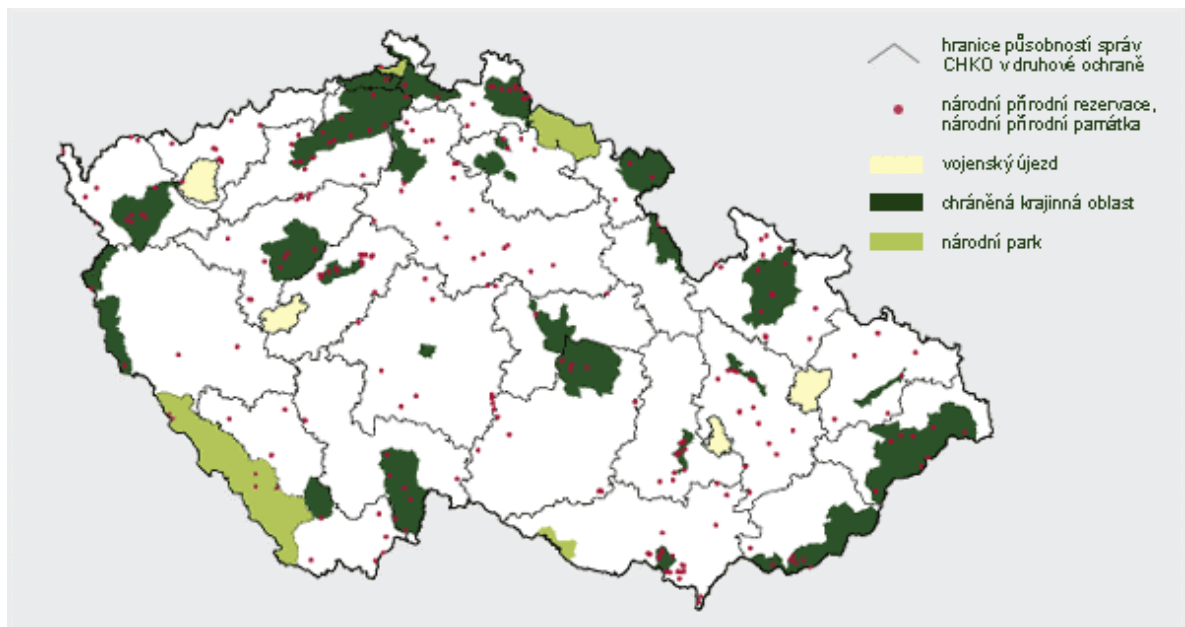 hranice působností správ
CHKO v druhové ochraně
národní přírodní rezervace,
národní přírodní památka
vojenský újezd
chráněná krajinná oblast
národní park